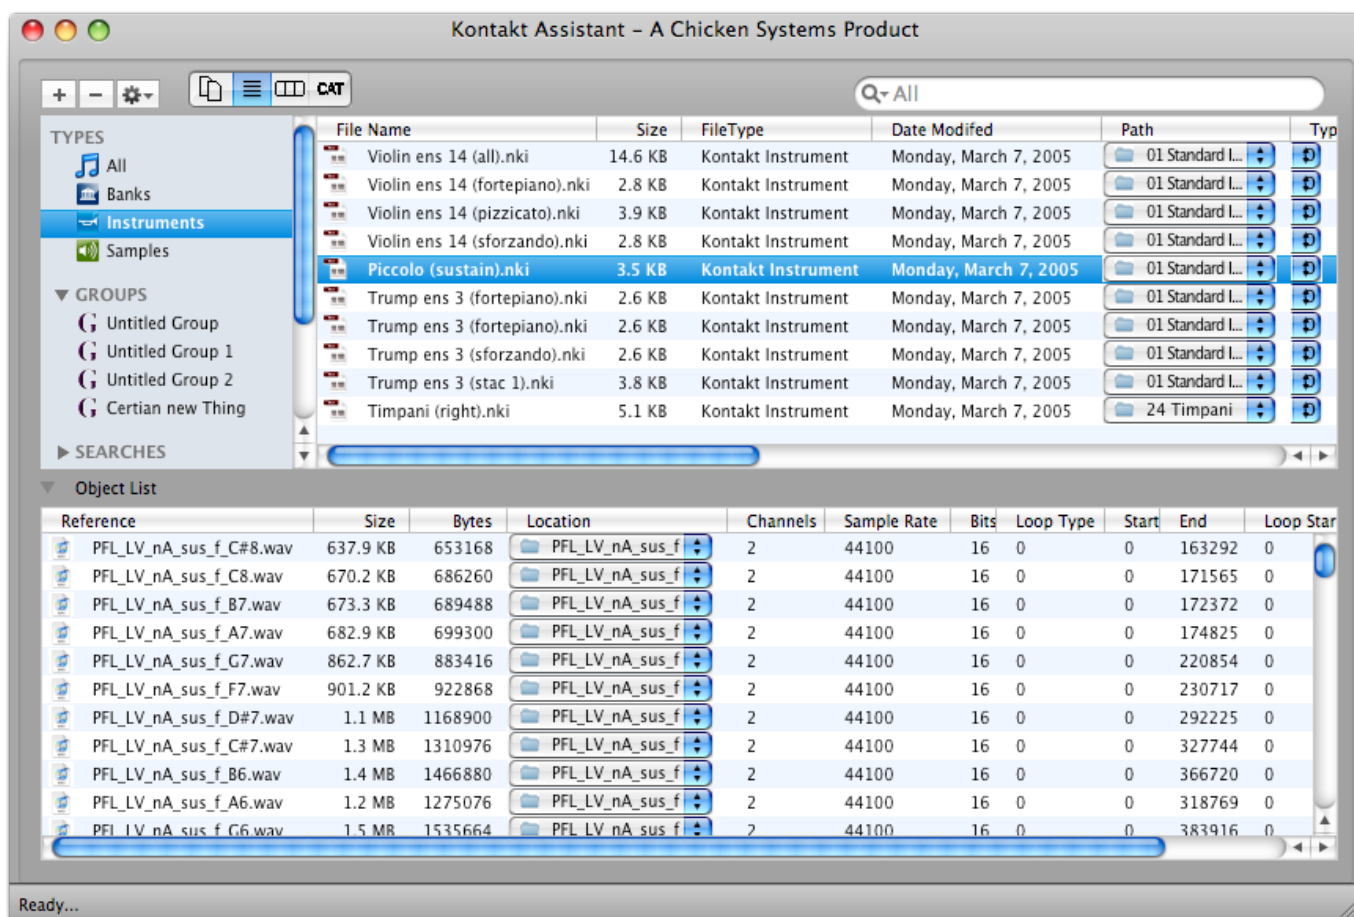 Kontakt Assistant – A Chicken Systems Product
CAT
All
TYPES
All
Banks
Instruments
Samples
GROUPS
Untitled Group
Untitled Group 1
Untitled Group 2
Certian new Thing
SEARCHES
File Name Size FileType Date Modifed Path Typ
Violin ens 14 (all).nki 14.6 KB Kontakt Instrument Monday, March 7, 2005 01 Standard I...
Violin ens 14 (fortepiano).nki 2.8 KB Kontakt Instrument Monday, March 7, 2005 01 Standard I...
Violin ens 14 (pizzicato).nki 3.9 KB Kontakt Instrument Monday, March 7, 2005 01 Standard I...
Violin ens 14 (sforzando).nki 2.8 KB Kontakt Instrument Monday, March 7, 2005 01 Standard I...
Piccolo (sustain).nki 3.5 KB Kontakt Instrument Monday, March 7, 2005 01 Standard I...
Trump ens 3 (fortepiano).nki 2.6 KB Kontakt Instrument Monday, March 7, 2005 01 Standard I...
Trump ens 3 (fortepiano).nki 2.6 KB Kontakt Instrument Monday, March 7, 2005 01 Standard I...
Trump ens 3 (sforzando).nki 2.6 KB Kontakt Instrument Monday, March 7, 2005 01 Standard I...
Trump ens 3 (stac 1).nki 3.8 KB Kontakt Instrument Monday, March 7, 2005 01 Standard I...
Timpani (right).nki 5.1 KB Kontakt Instrument Monday, March 7, 2005 24 Timpani
Object List
Reference Size Bytes Location Channels Sample Rate Bits Loop Type Start End Loop Star
PFL_LV_nA_sus_f_C#8.wav 637.9 KB 653168 PFL_LV_nA_sus_f 2 44100 16 0 0 163292 0
PFL_LV_nA_sus_f_C8.wav 670.2 KB 686260 PFL_LV_nA_sus_f 2 44100 16 0 0 171565 0
PFL_LV_nA_sus_f_B7.wav 673.3 KB 689488 PFL_LV_nA_sus_f 2 44100 16 0 0 172372 0
PFL_LV_nA_sus_f_A7.wav 682.9 KB 699300 PFL_LV_nA_sus_f 2 44100 16 0 0 174825 0
PFL_LV_nA_sus_f_G7.wav 862.7 KB 883416 PFL_LV_nA_sus_f 2 44100 16 0 0 220854 0
PFL_LV_nA_sus_f_F7.wav 901.2 KB 922868 PFL_LV_nA_sus_f 2 44100 16 0 0 230717 0
PFL_LV_nA_sus_f_D#7.wav 1.1 MB 1168900 PFL_LV_nA_sus_f 2 44100 16 0 0 292225 0
PFL_LV_nA_sus_f_C#7.wav 1.3 MB 1310976 PFL_LV_nA_sus_f 2 44100 16 0 0 327744 0
PFL_LV_nA_sus_f_B6.wav 1.4 MB 1466880 PFL_LV_nA_sus_f 2 44100 16 0 0 366720 0
PFL_LV_nA_sus_f_A6.wav 1.2 MB 1275076 PFL_LV_nA_sus_f 2 44100 16 0 0 318769 0
PFL_LV_nA_sus_f_G6.wav 1.5 MB 1535664 PFL_LV_nA_sus_f 2 44100 16 0 0 383916 0
Ready...